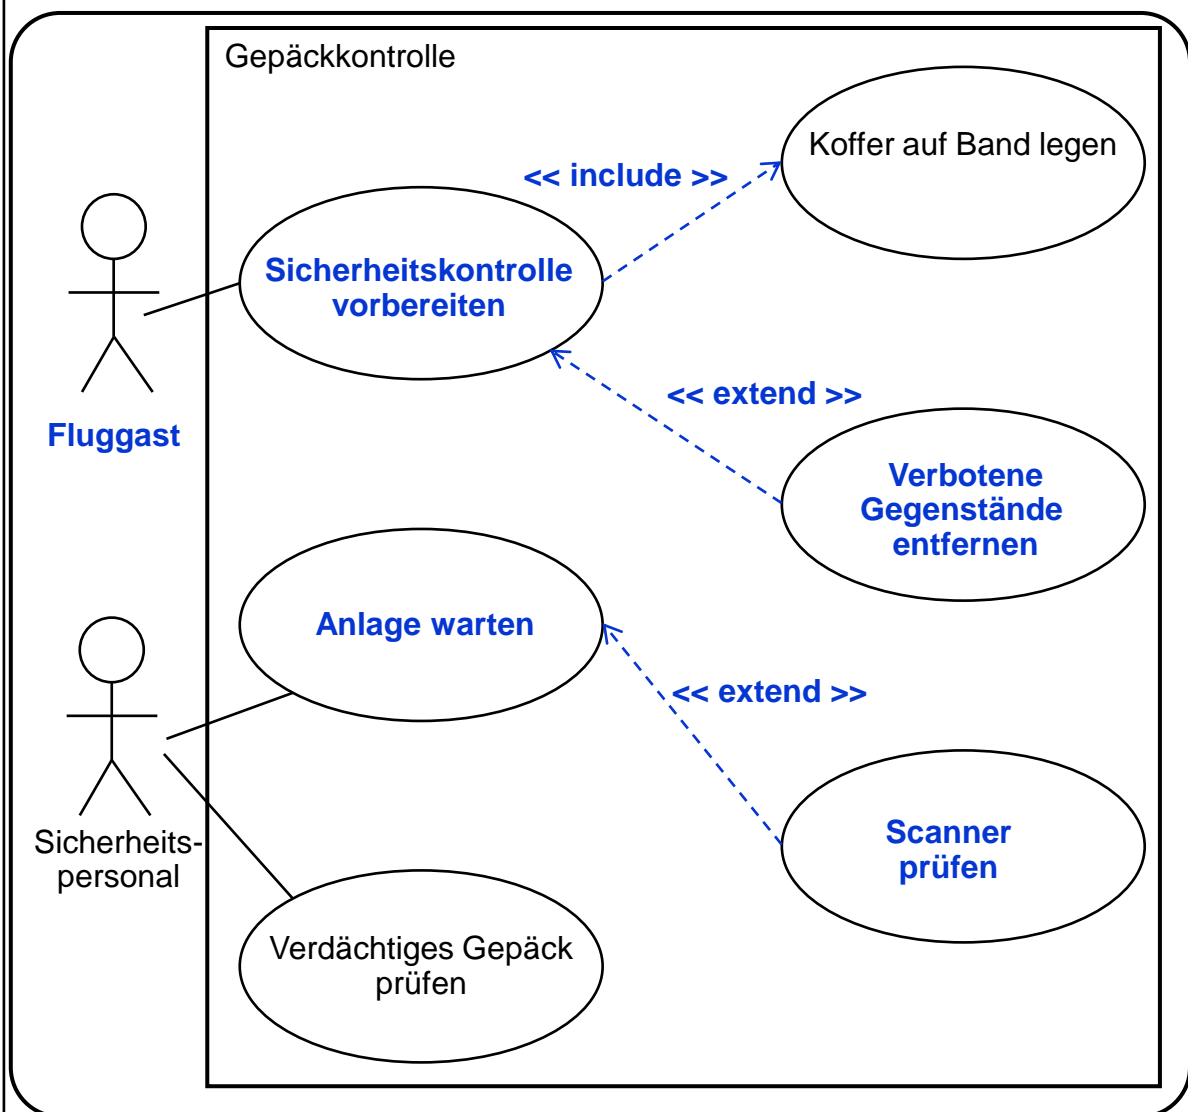 Gepäckkontrolle
Koffer auf Band legen
<< include >>
Sicherheitskontrolle
vorbereiten
<< extend >>
Fluggast
Verbotene
Gegenstände
entfernen
Anlage warten
<< extend >>
Scanner
prüfen
Sicherheits-
personal
Verdächtiges Gepäck
prüfen